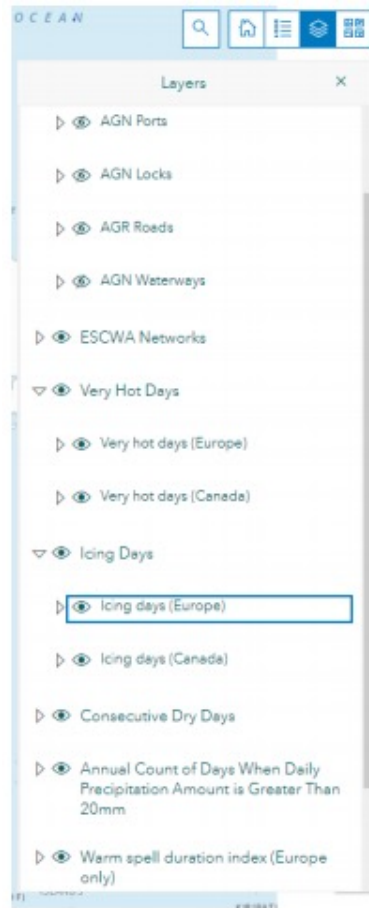 OCEAN
Layers
AGN Ports
AGN Locks
AGR Roads
AGN Waterways
ESCWA Networks
Very Hot Days
Very hot days (Europe)
Very hot days (Canada)
Icing Days
Icing days (Europe)
Icing days (Canada)
Consecutive Dry Days
Annual Count of Days When Daily
Precipitation Amount is Greater Than
20mm
Warm spell duration index (Europe
only)